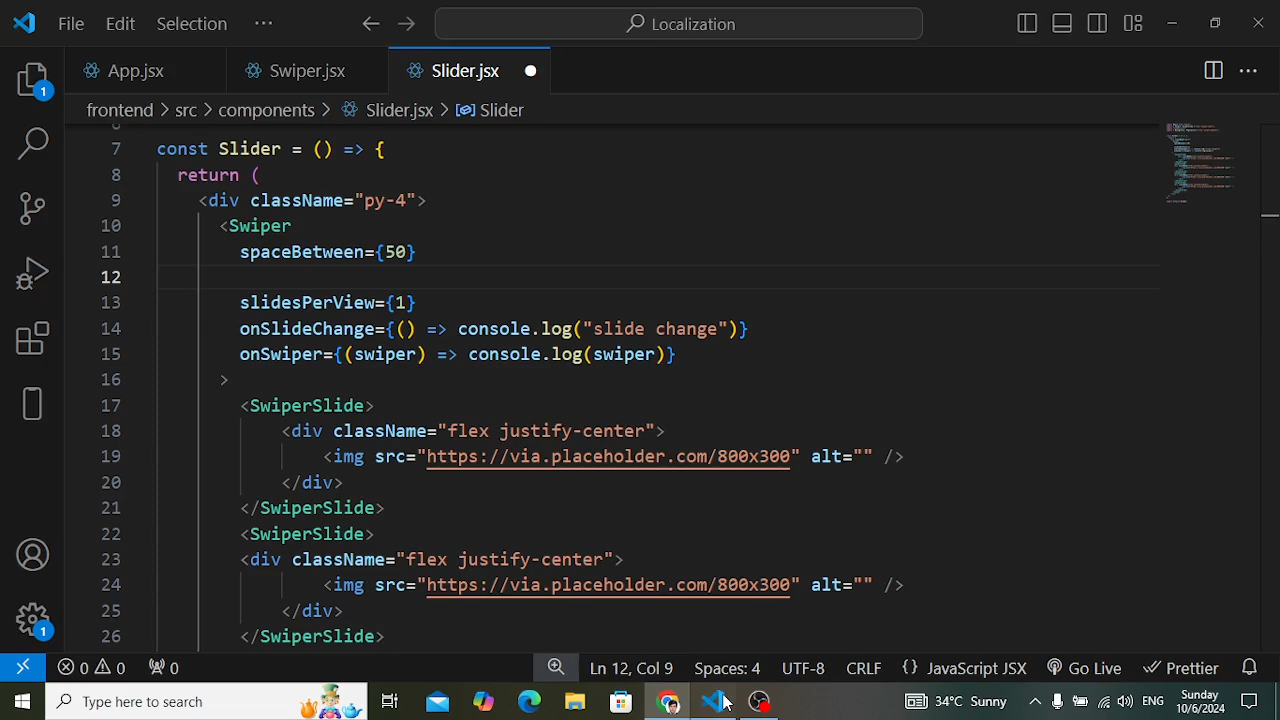 File Edit Selection ··· Localization
App.jsx Swiper.jsx Slider.jsx
frontend > src > components > Slider.jsx > Slider
6
7 const Slider = () => {
8 return (
9 <div className="py-4">
10 <Swiper
11 spaceBetween={50}
12
13 slidesPerView={1}
14 onSlideChange={() => console.log("slide change")}
15 onSwiper={(swiper) => console.log(swiper)}
16 >
17 <SwiperSlide>
18 <div className="flex justify-center">
19 <img src="https://via.placeholder.com/800x300" alt="" />
20 </div>
21 </SwiperSlide>
22 <SwiperSlide>
23 <div className="flex justify-center">
24 <img src="https://via.placeholder.com/800x300" alt="" />
25 </div>
26 </SwiperSlide>
1
1
0 0 0 Ln 12, Col 9 Spaces: 4 UTF-8 CRLF {} JavaScript JSX Go Live Prettier
Type here to search 34°C Sunny ENG Sunday
10/6/2024